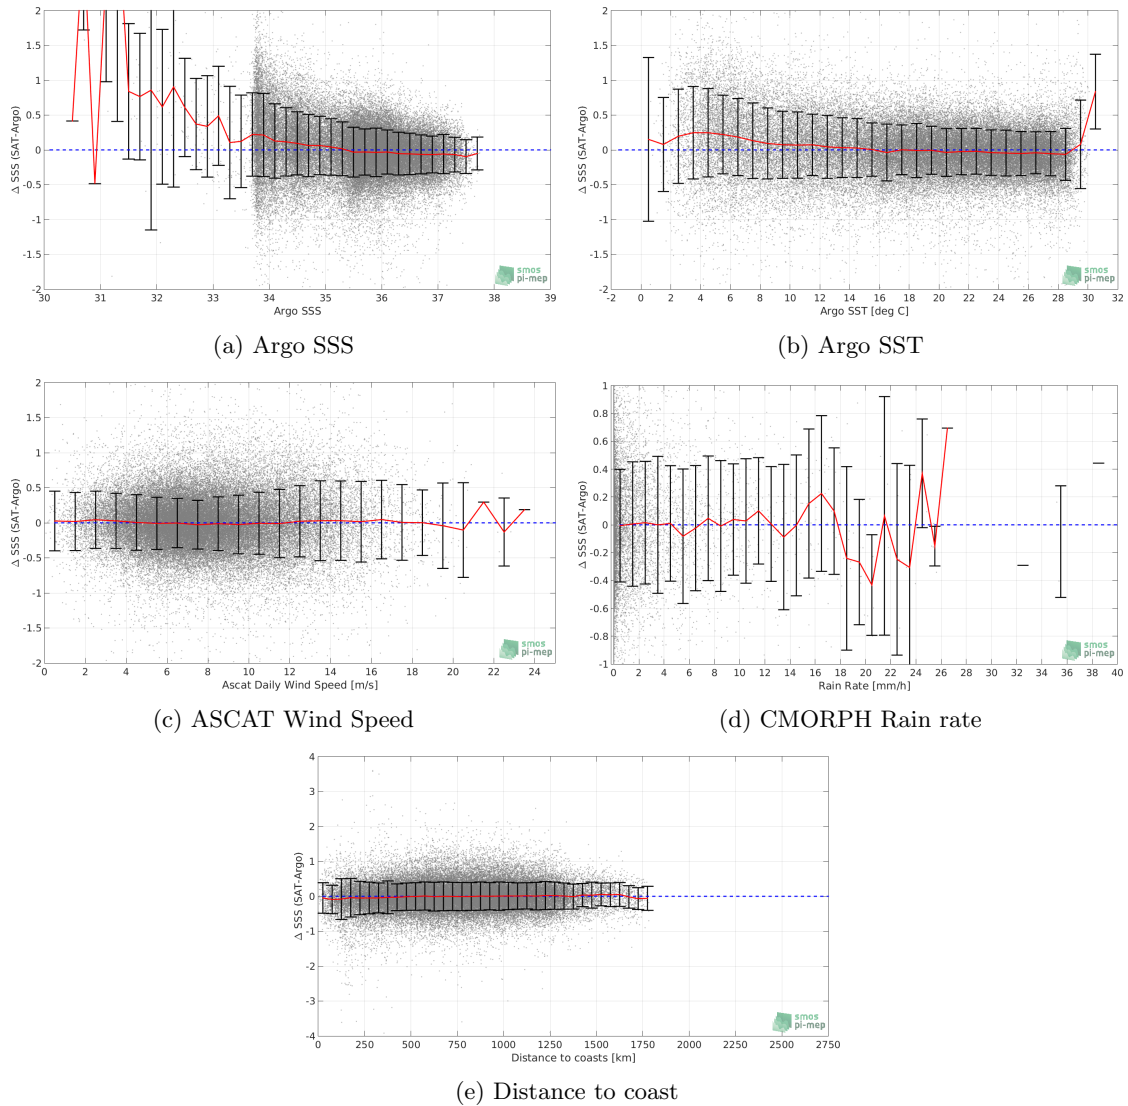 2
1.5
1
0.5
0
-0.5
-1
-1.5
-2
Δ SSS (SAT-Argo)
30 31 32 33 34 35 36 37 38 39
Argo SSS
smos
pi-mep
(a) Argo SSS
2
1.5
1
0.5
0
-0.5
-1
-1.5
-2
Δ SSS (SAT-Argo)
-2 0 2 4 6 8 10 12 14 16 18 20 22 24 26 28 30 32
Argo SST [deg C]
smos
pi-mep
(b) Argo SST
2
1.5
1
0.5
0
-0.5
-1
-1.5
-2
Δ SSS (SAT-Argo)
0 2 4 6 8 10 12 14 16 18 20 22 24
Ascat Daily Wind Speed [m/s]
smos
pi-mep
(c) ASCAT Wind Speed
1
0.8
0.6
0.4
0.2
0
-0.2
-0.4
-0.6
-0.8
-1
Δ SSS (SAT-Argo)
0 2 4 6 8 10 12 14 16 18 20 22 24 26 28 30 32 34 36 38 40
Rain Rate [mm/h]
smos
pi-mep
(d) CMORPH Rain rate
4
3
2
1
0
-1
-2
-3
-4
Δ SSS (SAT-Argo)
0 250 500 750 1000 1250 1500 1750 2000 2250 2500 2750
Distance to coasts [km]
smos
pi-mep
(e) Distance to coast